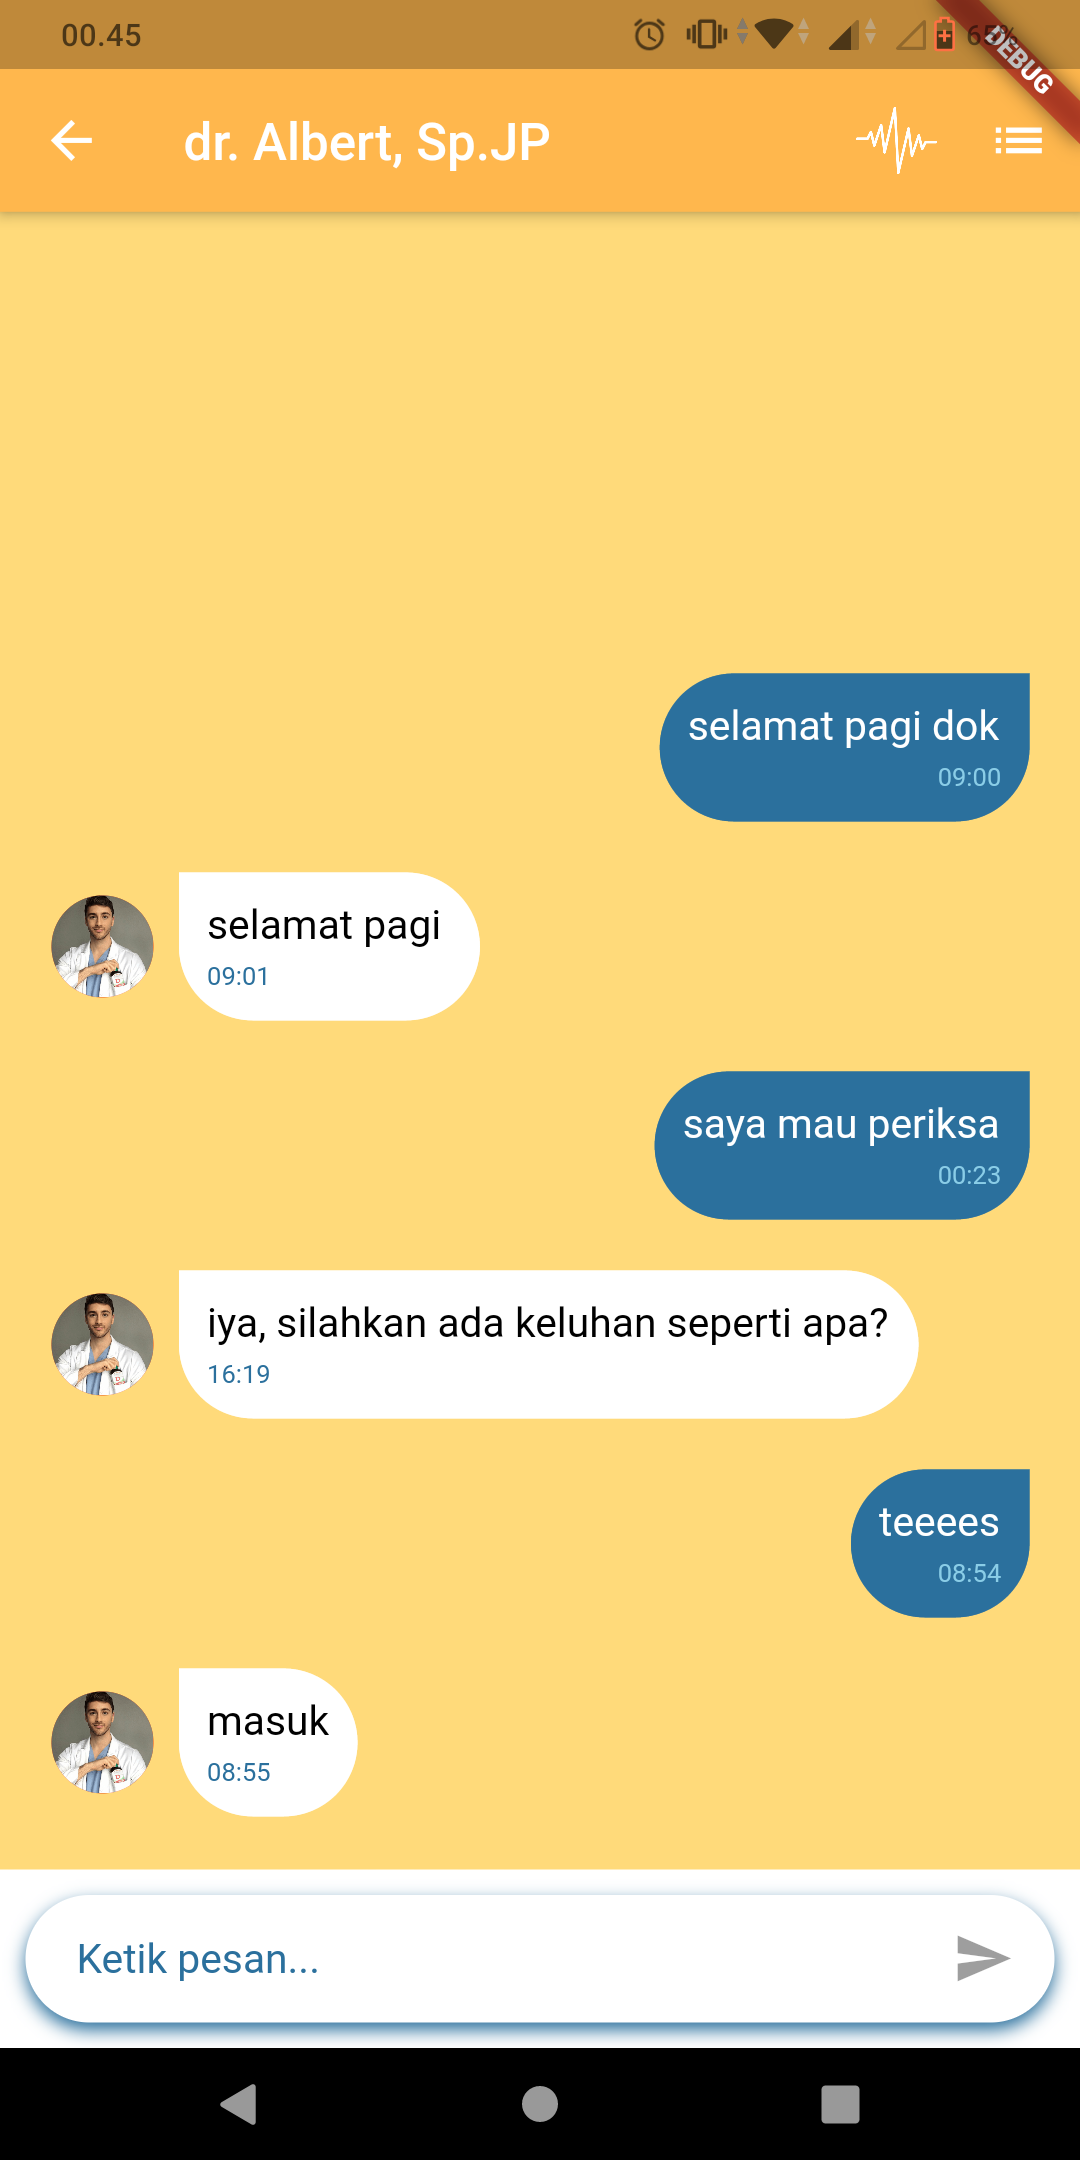 00.45
65%
DEBUG
dr. Albert, Sp.JP
selamat pagi dok
09:00
selamat pagi
09:01
saya mau periksa
00:23
iya, silahkan ada keluhan seperti apa?
16:19
teeees
08:54
masuk
08:55
Ketik pesan...